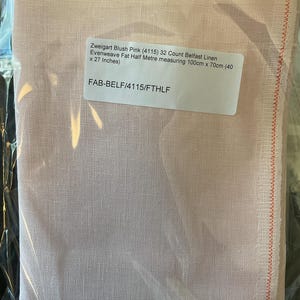 Zweigart Blush Pink (4115) 32 Count Belfast Linen
Evenweave Fat Half Metre measuring 100cm x 70cm (40
x 27 Inches)
FAB-BELF/4115/FTHLF